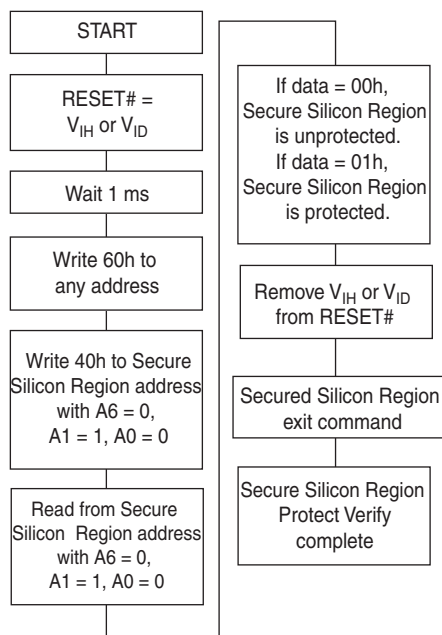 START
RESET# =
VIH or VID
Wait 1 ms
Write 60h to
any address
Write 40h to Secure
Silicon Region address
with A6 = 0,
A1 = 1, A0 = 0
Read from Secure
Silicon Region address
with A6 = 0,
A1 = 1, A0 = 0
If data = 00h,
Secure Silicon Region
is unprotected.
If data = 01h,
Secure Silicon Region
is protected.
Remove VIH or VID
from RESET#
Secured Silicon Region
exit command
Secure Silicon Region
Protect Verify
complete